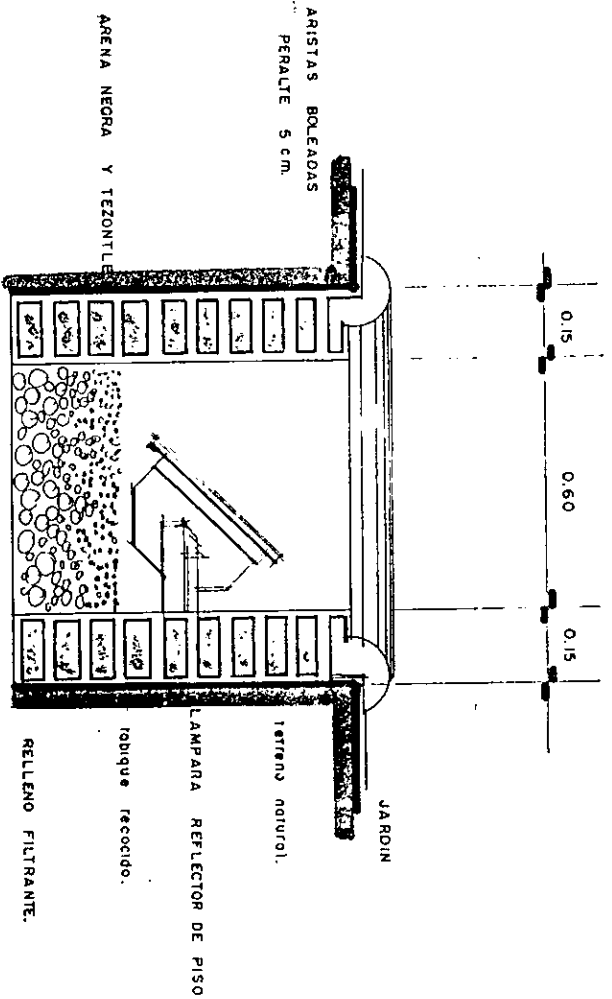 0.15
0.60
0.15
ARISTAS BOLEADAS
PERALTE 5 cm.
JARDIN
ARENA NEGRA Y TEZONTLE
terreno natural.
LAMPARA REFLECTOR DE PISO
tabique recocido.
RELLENO FILTRANTE.